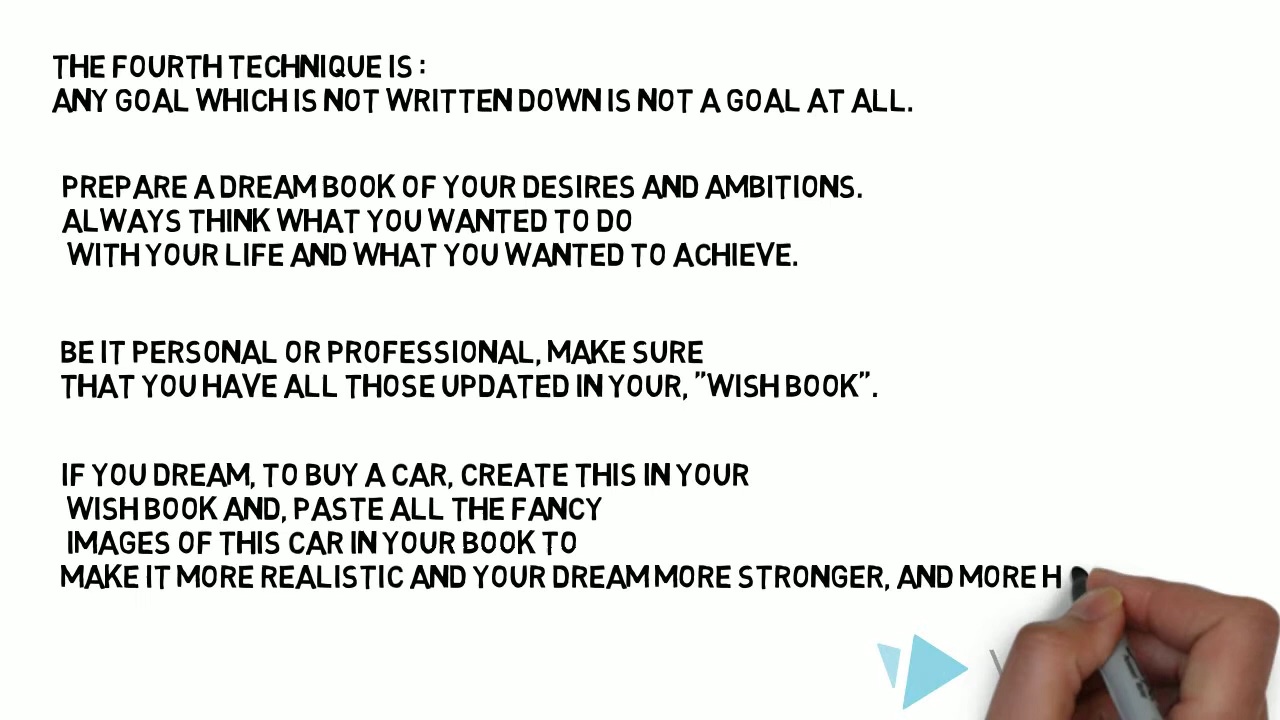 THE FOURTH TECHNIQUE IS :
ANY GOAL WHICH IS NOT WRITTEN DOWN IS NOT A GOAL AT ALL.
PREPARE A DREAM BOOK OF YOUR DESIRES AND AMBITIONS.
ALWAYS THINK WHAT YOU WANTED TO DO
WITH YOUR LIFE AND WHAT YOU WANTED TO ACHIEVE.
BE IT PERSONAL OR PROFESSIONAL, MAKE SURE
THAT YOU HAVE ALL THOSE UPDATED IN YOUR, "WISH BOOK".
IF YOU DREAM, TO BUY A CAR, CREATE THIS IN YOUR
WISH BOOK AND, PASTE ALL THE FANCY
IMAGES OF THIS CAR IN YOUR BOOK TO
MAKE IT MORE REALISTIC AND YOUR DREAM MORE STRONGER, AND MORE H